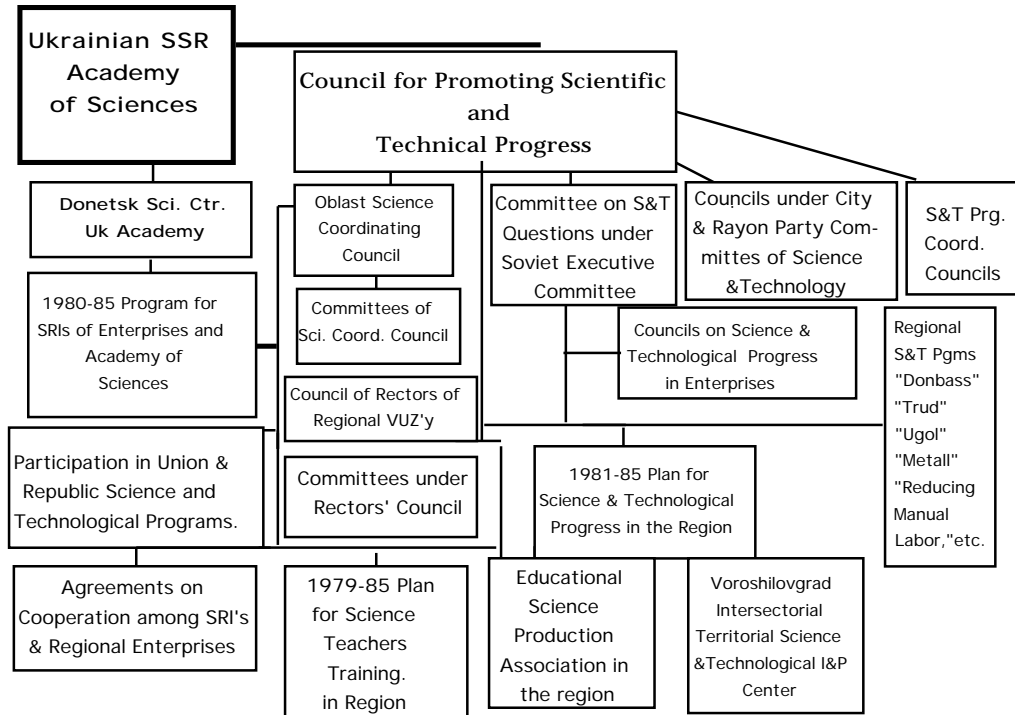 Ukrainian SSR
Academy
of Sciences
Council for Promoting Scientific
and
Technical Progress
Donetsk Sci. Ctr.
Uk Academy
Oblast Science
Coordinating
Council
Committee on S&T
Questions under
Soviet Executive
Committee
Councils under City
& Rayon Party Com-
mittes of Science
&Technology
S&T Prg.
Coord.
Councils
1980-85 Program for
SRIs of Enterprises and
Academy of
Sciences
Committees of
Sci. Coord. Council
Councils on Science &
Technological Progress
in Enterprises
Regional
S&T Pgms
"Donbass"
"Trud"
"Ugol"
"Metall"
"Reducing
Manual
Labor,"etc.
Council of Rectors of
Regional VUZ'y
Participation in Union &
Republic Science and
Technological Programs.
Committees under
Rectors' Council
1981-85 Plan for
Science & Technological
Progress in the Region
Agreements on
Cooperation among SRI's
& Regional Enterprises
1979-85 Plan
for Science
Teachers
Training.
in Region
Educational
Science
Production
Association in
the region
Voroshilovgrad
Intersectorial
Territorial Science
&Technological I&P
Center